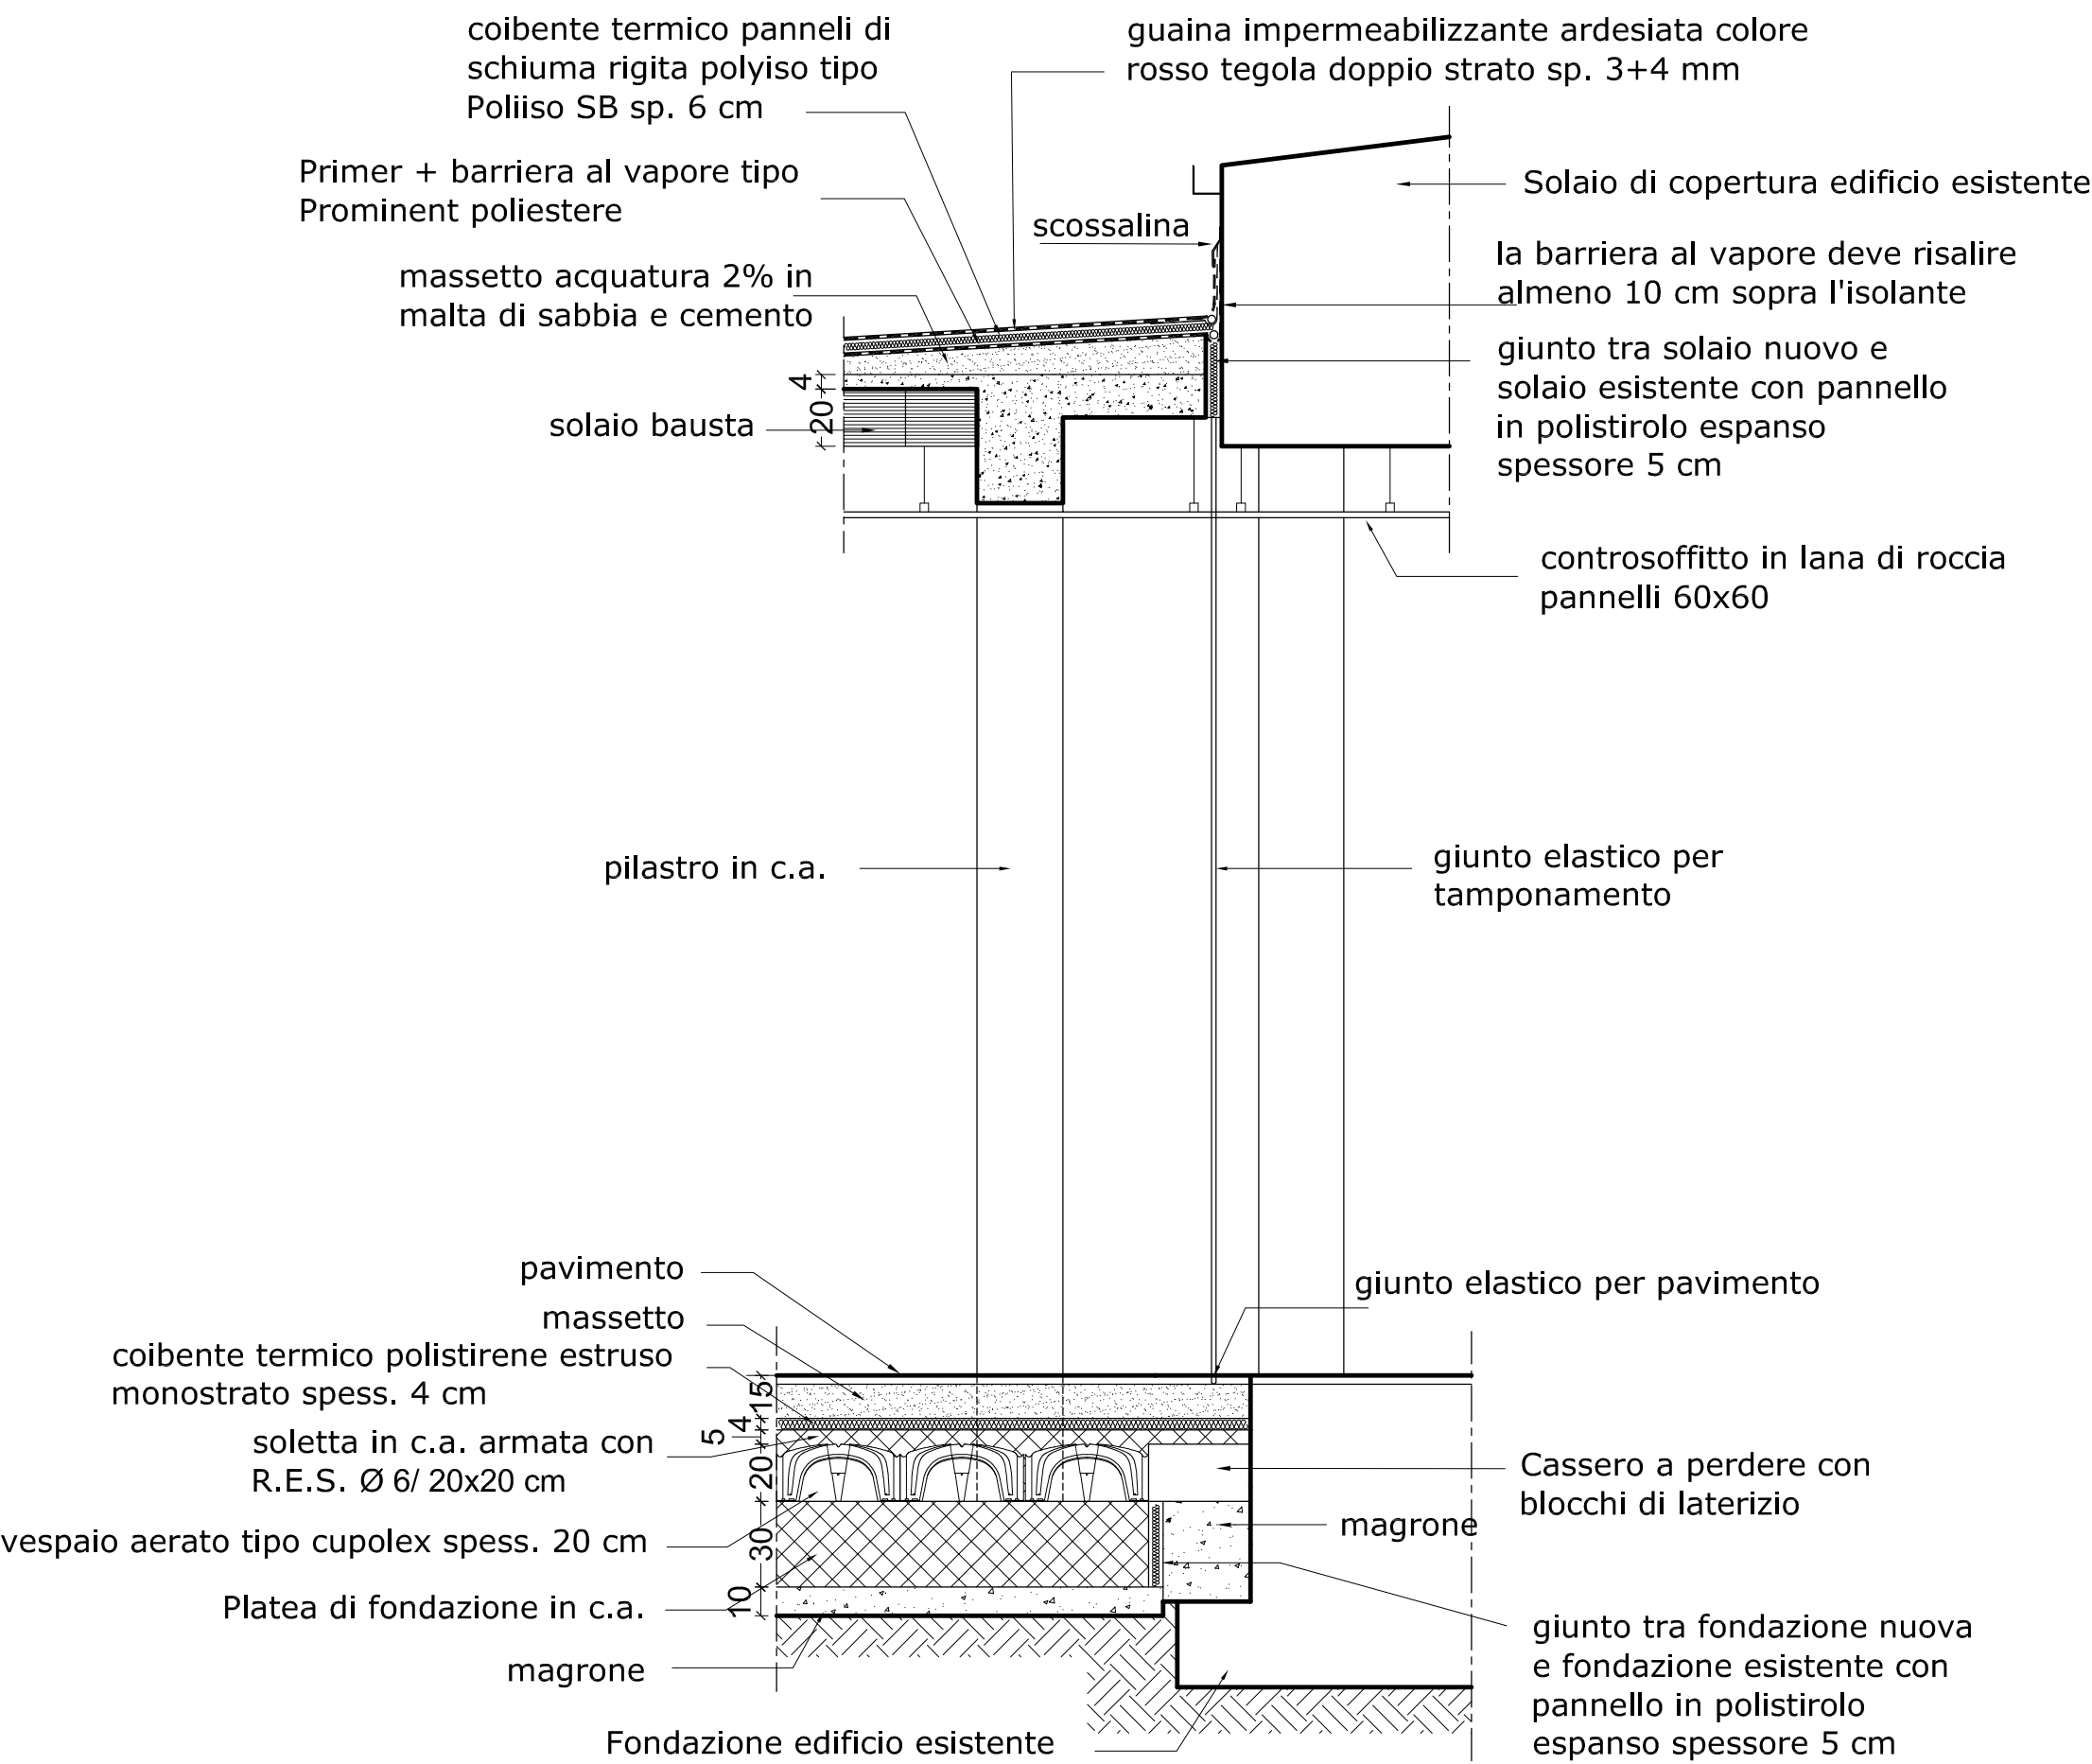 coibente termico panneli di
schiuma rigita polyiso tipo
Poliiso SB sp. 6 cm
guaina impermeabilizzante ardesiata colore
rosso tegola doppio strato sp. 3+4 mm
Primer + barriera al vapore tipo
Prominent poliestere
Solaio di copertura edificio esistente
scossalina
la barriera al vapore deve risalire
almeno 10 cm sopra l'isolante
massetto acquatura 2% in
malta di sabbia e cemento
giunto tra solaio nuovo e
solaio esistente con pannello
in polistirolo espanso
spessore 5 cm
4
20
solaio bausta
controsoffitto in lana di roccia
pannelli 60x60
pilastro in c.a.
giunto elastico per
tamponamento
pavimento
giunto elastico per pavimento
massetto
coibente termico polistirene estruso
monostrato spess. 4 cm
15
4
5
soletta in c.a. armata con
R.E.S. Ø 6/ 20x20 cm
20
Cassero a perdere con
blocchi di laterizio
vespaio aerato tipo cupolex spess. 20 cm
30
magrone
Platea di fondazione in c.a.
10
magrone
giunto tra fondazione nuova
e fondazione esistente con
pannello in polistirolo
espanso spessore 5 cm
Fondazione edificio esistente